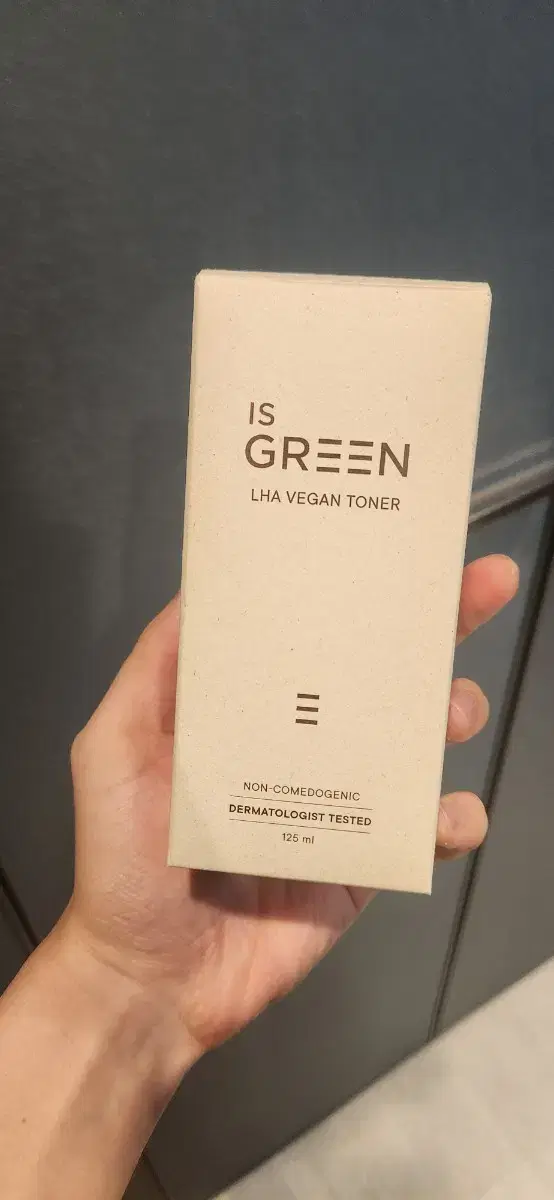 IS
GREEN
LHA VEGAN TONER
NON-COMEDOGENIC
DERMATOLOGIST TESTED
125 ml